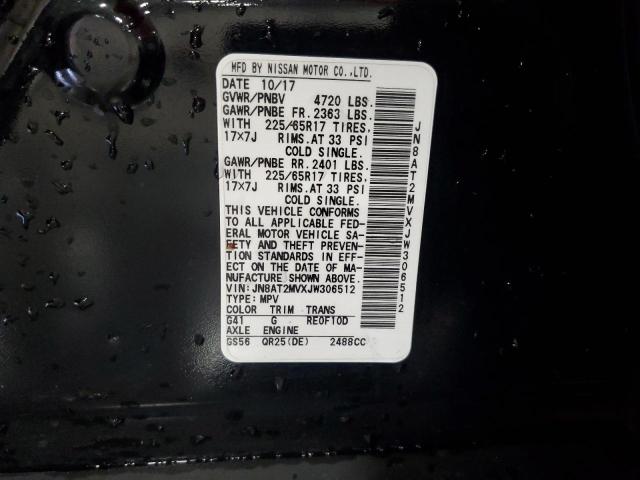 MFD BY NISSAN MOTOR CO.,LTD.
DATE 10/17
GVWR/PNBV 4720 LBS.
GAWR/PNBE FR. 2363 LBS.
WITH 225/65R17 TIRES,
17×7J RIMS. AT 33 PSI
COLD SINGLE.
GAWR/PNBE RR. 2401 LBS.
WITH 225/65R17 TIRES,
17×7J RIMS. AT 33 PSI
COLD SINGLE.
THIS VEHICLE CONFORMS
TO ALL APPLICABLE FED-
ERAL MOTOR VEHICLE SA-
FETY AND THEFT PREVEN-
TION STANDARDS IN EFF-
ECT ON THE DATE OF MA-
NUFACTURE SHOWN ABOVE.
VIN: JN8AT2MVXJW306512
TYPE: MPV
COLOR TRIM TRANS
G41 G RE0F10D
AXLE ENGINE
GS56 QR25(DE) 2488CC
JN8AT2MVXJW306512